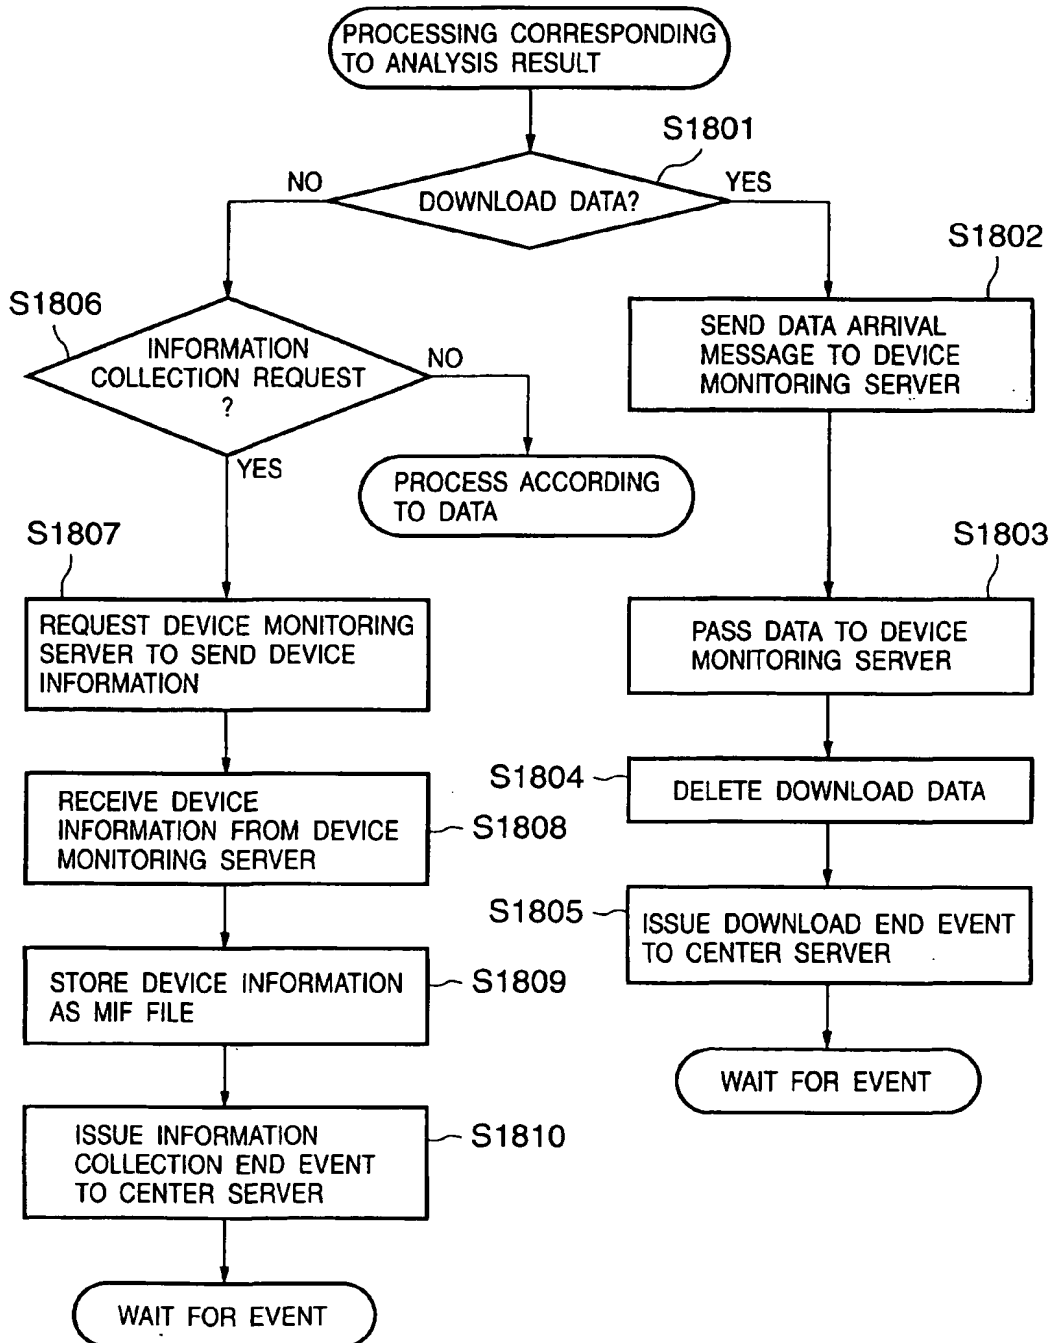 PROCESSING CORRESPONDING
TO ANALYSIS RESULT
S1801
NO
DOWNLOAD DATA?
YES
S1802
S1806
INFORMATION
COLLECTION REQUEST
?
NO
YES
SEND DATA ARRIVAL
MESSAGE TO DEVICE
MONITORING SERVER
PROCESS ACCORDING
TO DATA
S1807
S1803
REQUEST DEVICE MONITORING
SERVER TO SEND DEVICE
INFORMATION
PASS DATA TO DEVICE
MONITORING SERVER
S1804
DELETE DOWNLOAD DATA
RECEIVE DEVICE
INFORMATION FROM DEVICE
MONITORING SERVER
S1808
S1805
ISSUE DOWNLOAD END EVENT
TO CENTER SERVER
STORE DEVICE INFORMATION
AS MIF FILE
S1809
WAIT FOR EVENT
ISSUE INFORMATION
COLLECTION END EVENT
TO CENTER SERVER
S1810
WAIT FOR EVENT